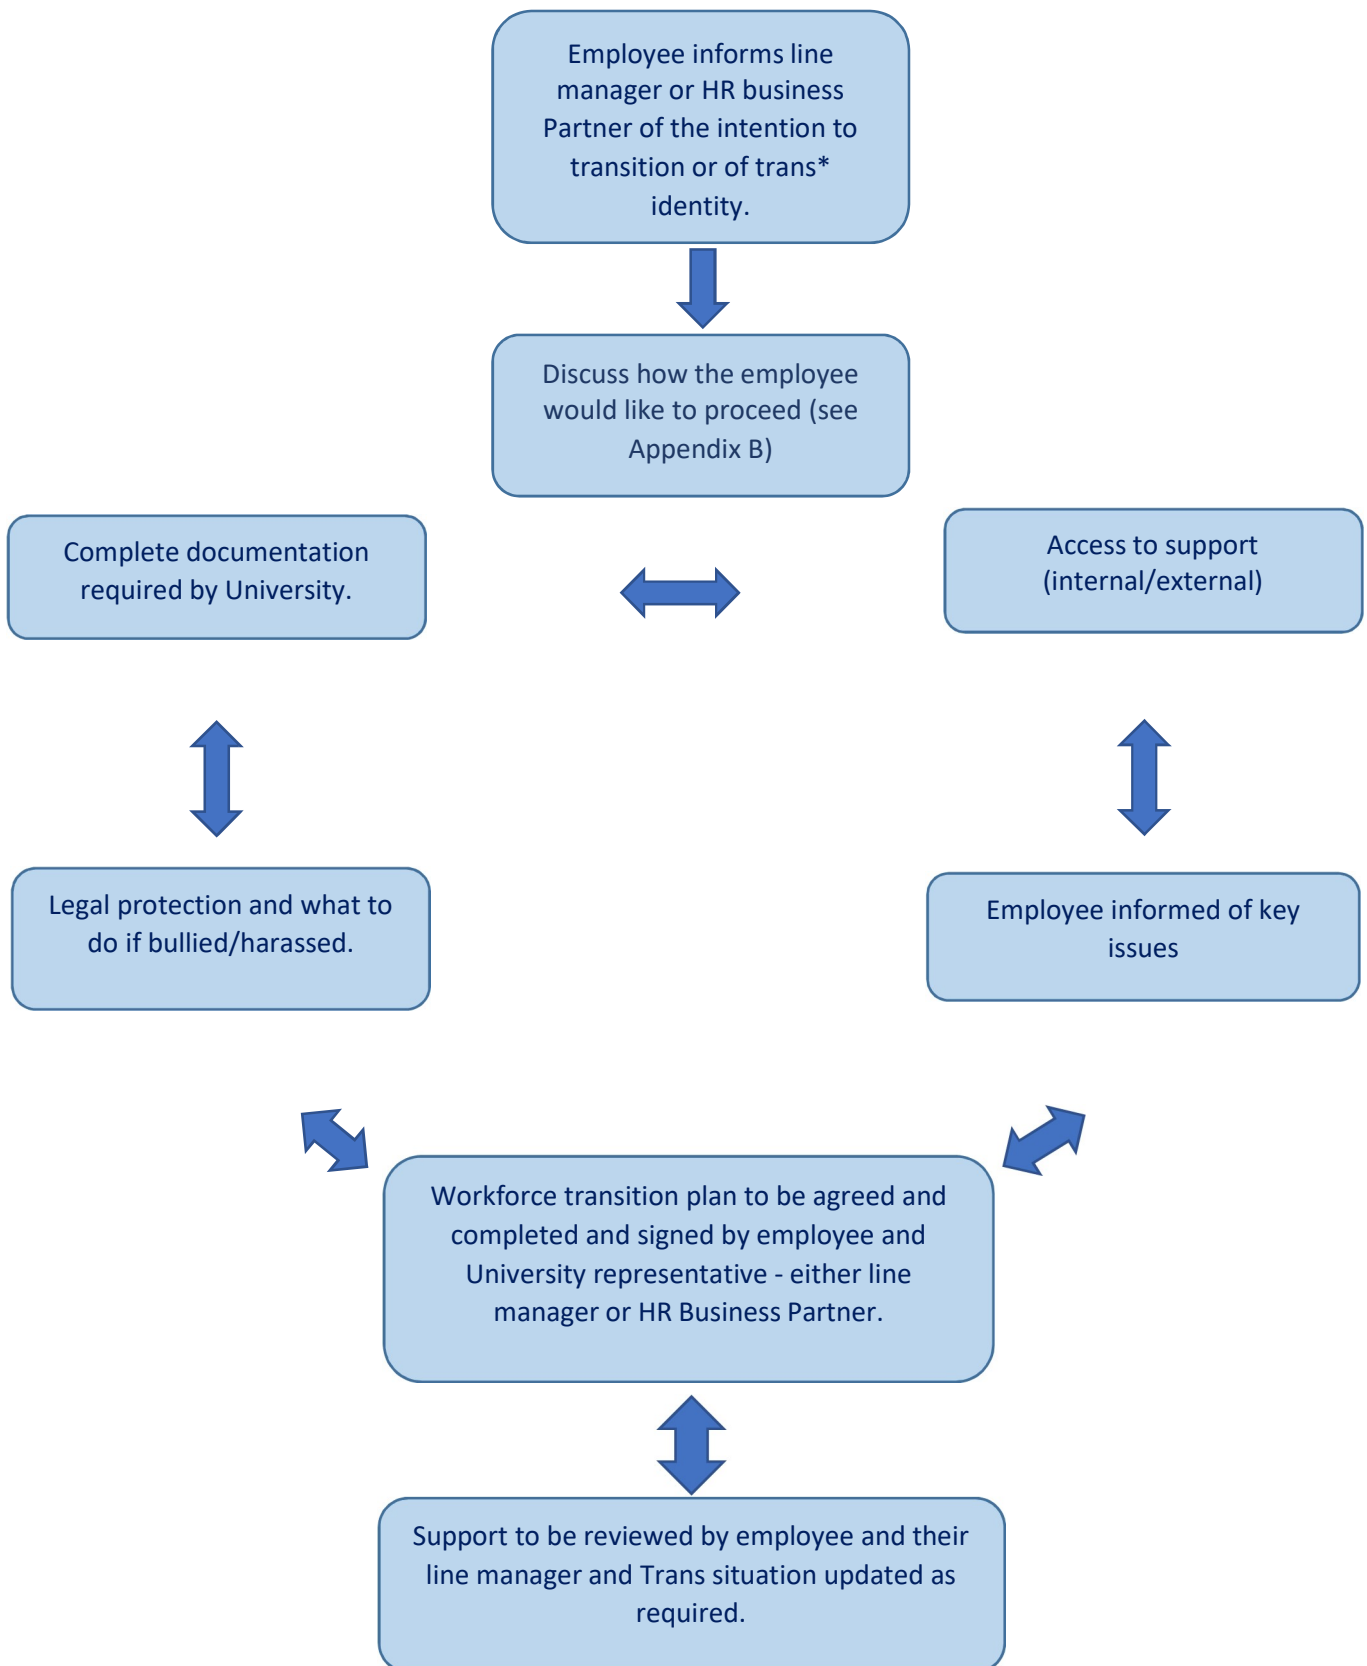 Employee informs line
manager or HR business
Partner of the intention to
transition or of trans*
identity.
Discuss how the employee
would like to proceed (see
Appendix B)
Complete documentation
required by University.
Access to support
(internal/external)
Legal protection and what to
do if bullied/harassed.
Employee informed of key
issues
Workforce transition plan to be agreed and
completed and signed by employee and
University representative - either line
manager or HR Business Partner.
Support to be reviewed by employee and their
line manager and Trans situation updated as
required.